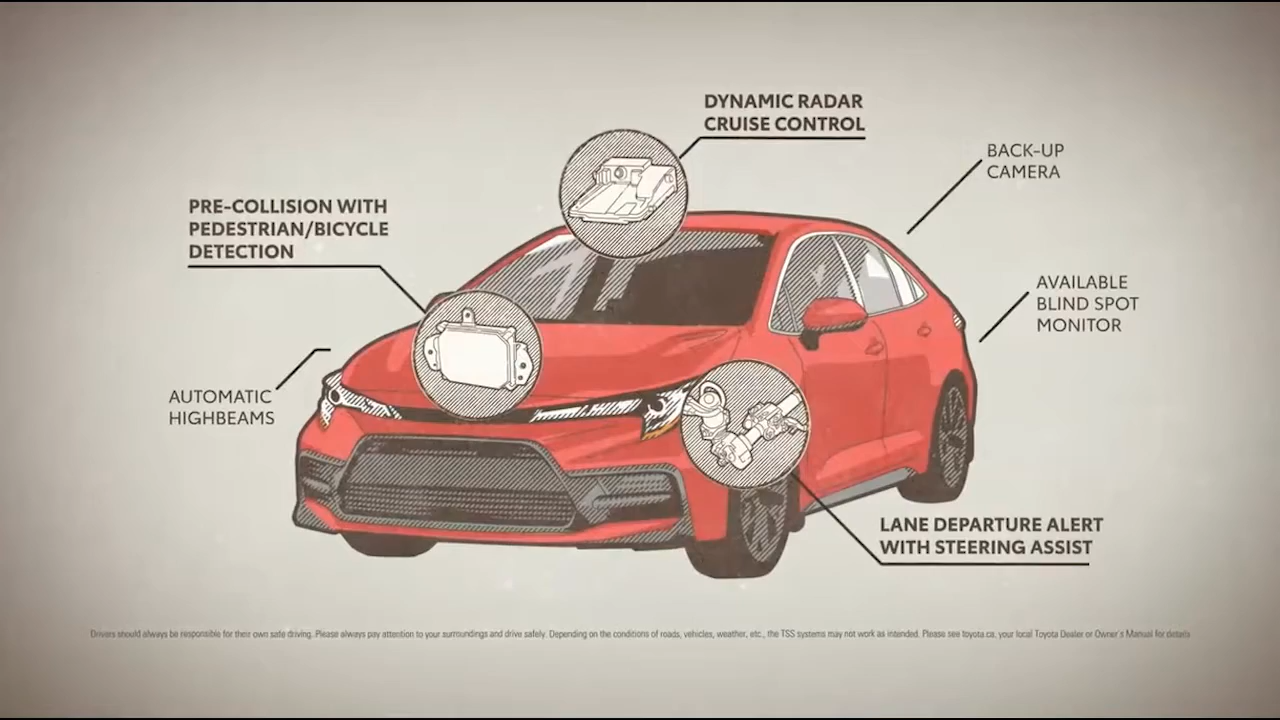 DYNAMIC RADAR
CRUISE CONTROL
BACK-UP
CAMERA
PRE-COLLISION WITH
PEDESTRIAN/BICYCLE
DETECTION
AVAILABLE
BLIND SPOT
MONITOR
AUTOMATIC
HIGHBEAMS
LANE DEPARTURE ALERT
WITH STEERING ASSIST
Drivers should always be responsible for their own safe driving. Please always pay attention to your surroundings and drive safely. Depending on the conditions of roads, vehicles, weather, etc., the TSS systems may not work as intended. Please see toyota.ca, your local Toyota Dealer or Owner's Manual for details